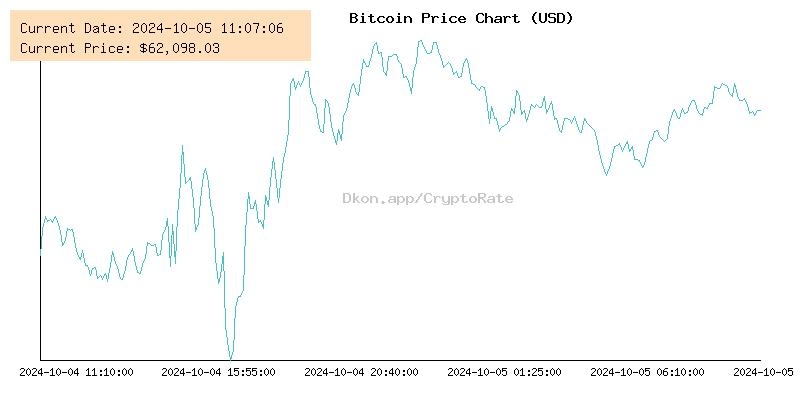 Bitcoin Price Chart (USD)
Current Date: 2024-10-05 11:07:06
Current Price: $62,098.03
Dkon.app/CryptoRate
2024-10-04 11:10:00
2024-10-04 15:55:00
2024-10-04 20:40:00
2024-10-05 01:25:00
2024-10-05 06:10:00
2024-10-05